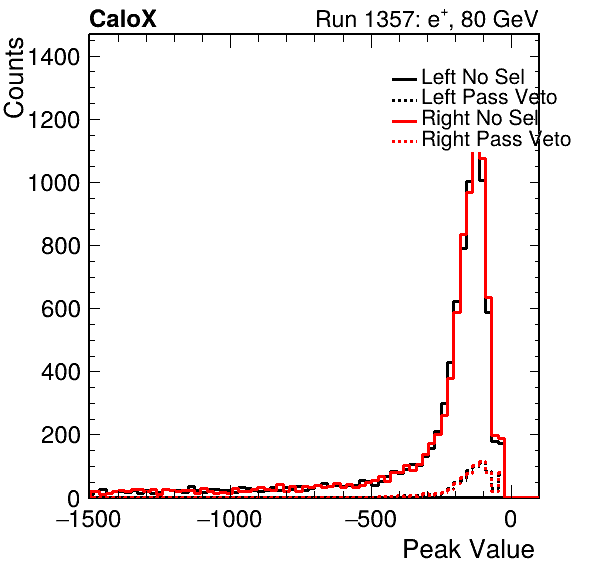 CaloX Run 1357: e+, 80 GeV
Counts
1400
1200
1000
800
600
400
200
0
Left No Sel
Left Pass Veto
Right No Sel
Right Pass Veto
−1500 −1000 −500 0
Peak Value